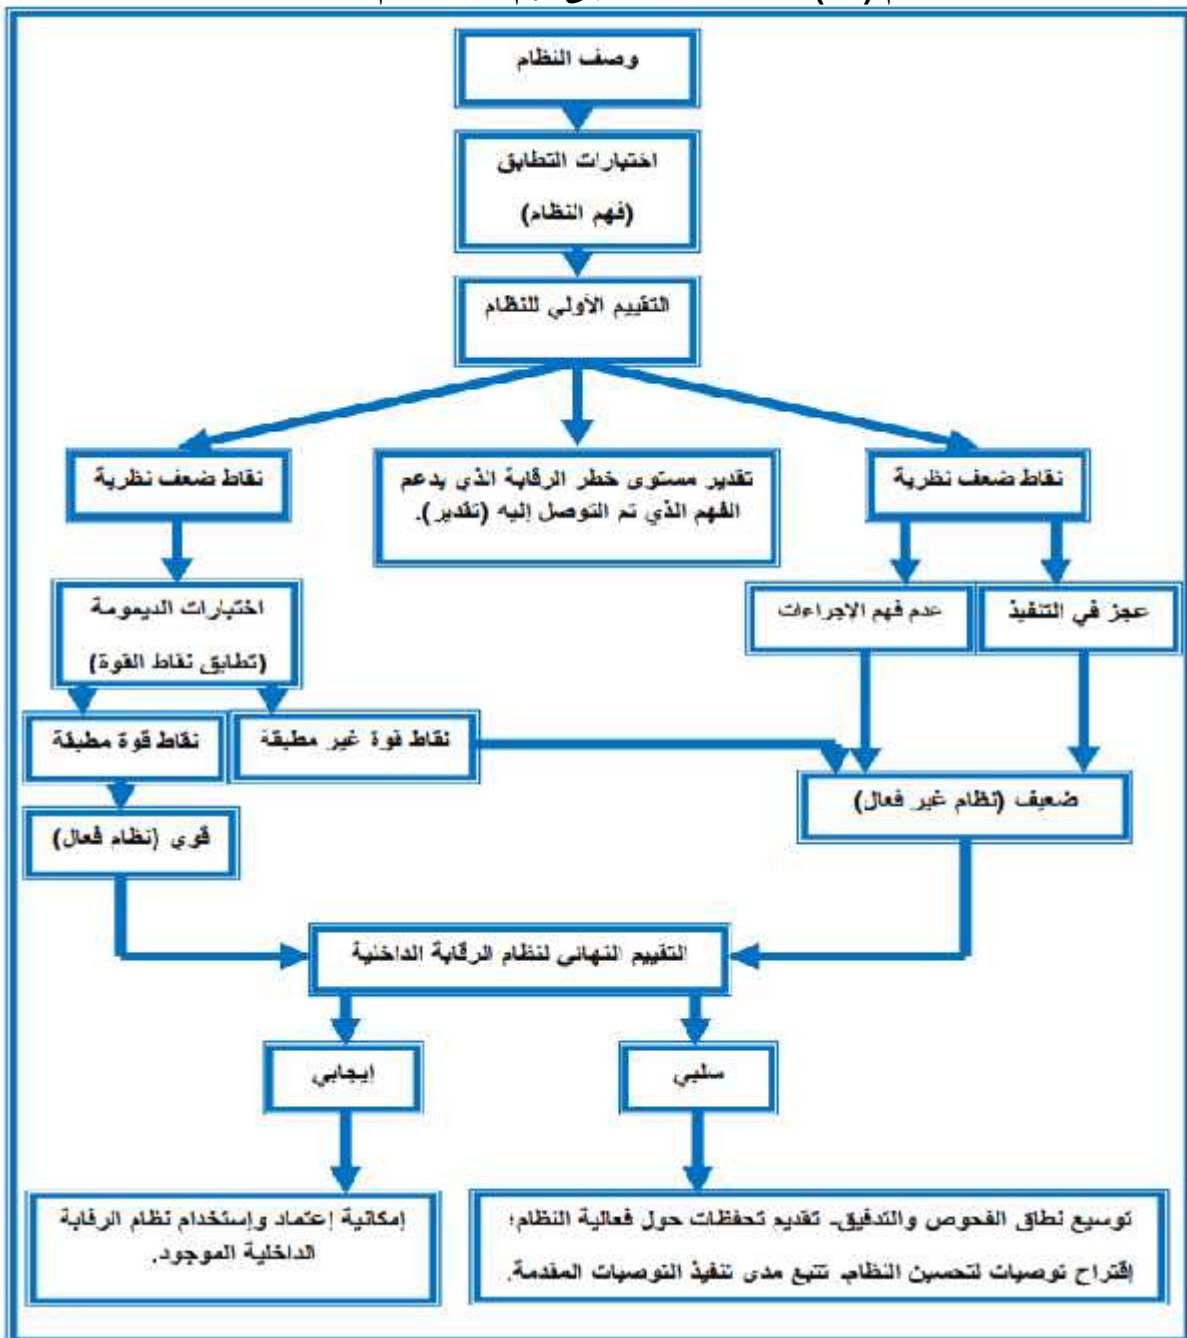 وصف النظام
اختبارات التطابق
(فهم النظام)
التقييم الأولي للنظام
نقاط ضعف نظرية
تقدير مستوى خطر الرقابة الذي يدعم
الفهم الذي تم التوصل إليه (تقدير).
نقاط ضعف نظرية
عجز في التنفيذ
عدم فهم الإجراءات
اختبارات الديمومة
(تطابق نقاط القوة)
نقاط قوة غير مطبقة
نقاط قوة مطبقة
ضعيف (نظام غير فعال)
قوي (نظام فعال)
التقييم النهائي لنظام الرقابة الداخلية
سلبي
إيجابي
توسيع نطاق الفحوص والتدقيق، تقديم تحفظات حول فعالية النظام؛
إقتراح توصيات لتحسين النظام، تتبع مدى تنفيذ التوصيات المقدمة.
إمكانية إعتماد وإستخدام نظام الرقابة
الداخلية الموجود.